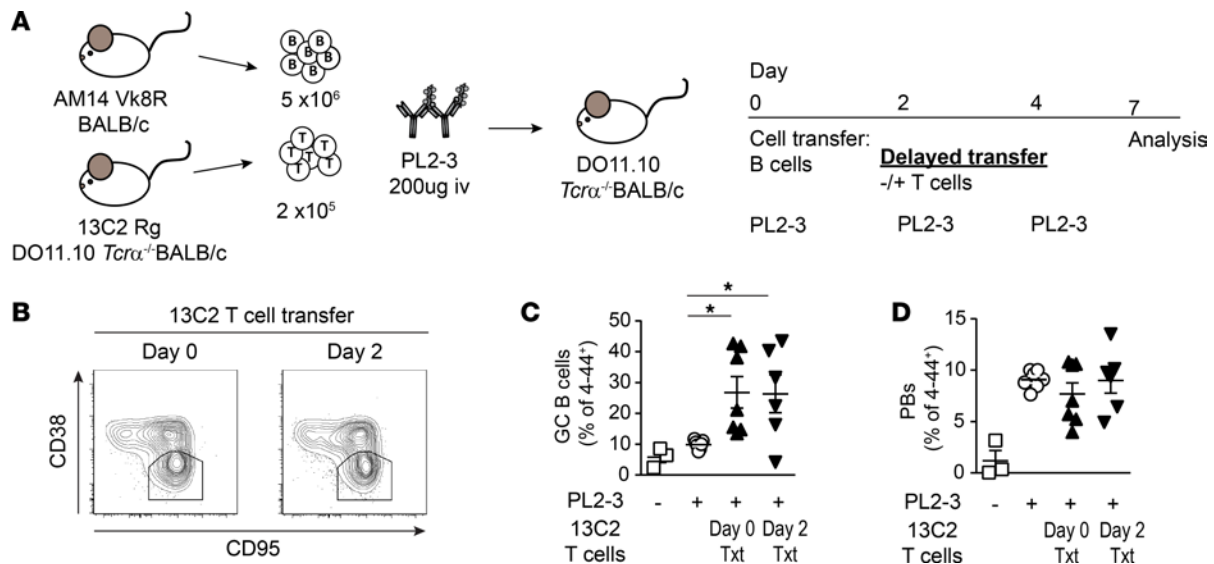 A
B B B B B B B
AM14 Vk8R
BALB/c
5 x10⁶
T T T T T T T
13C2 Rg
DO11.10 Tcrα⁻/⁻BALB/c
2 x10⁵
PL2-3
200ug iv
DO11.10
Tcrα⁻/⁻BALB/c
Day
0 2 4 7
Cell transfer:
B cells
Delayed transfer
-/+ T cells
Analysis
PL2-3 PL2-3 PL2-3
B
13C2 T cell transfer
Day 0 Day 2
CD38
CD95
C
* 
*
GC B cells
(% of 4-44⁺)
50
40
30
20
10
0
PL2-3 - + + +
13C2
T cells
Day 0
Txt
Day 2
Txt
D
PBs
(% of 4-44⁺)
15
10
5
0
PL2-3 - + + +
13C2
T cells
Day 0
Txt
Day 2
Txt